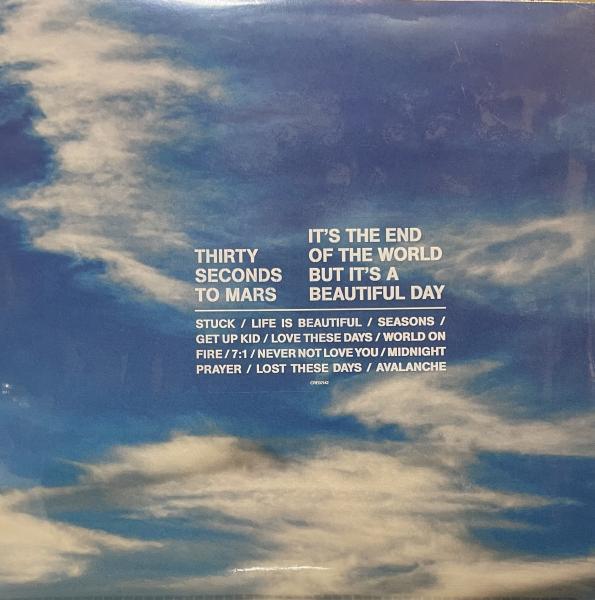 THIRTY
SECONDS
TO MARS
IT'S THE END
OF THE WORLD
BUT IT'S A
BEAUTIFUL DAY
STUCK / LIFE IS BEAUTIFUL / SEASONS /
GET UP KID / LOVE THESE DAYS / WORLD ON
FIRE / 7:1 / NEVER NOT LOVE YOU / MIDNIGHT
PRAYER / LOST THESE DAYS / AVALANCHE